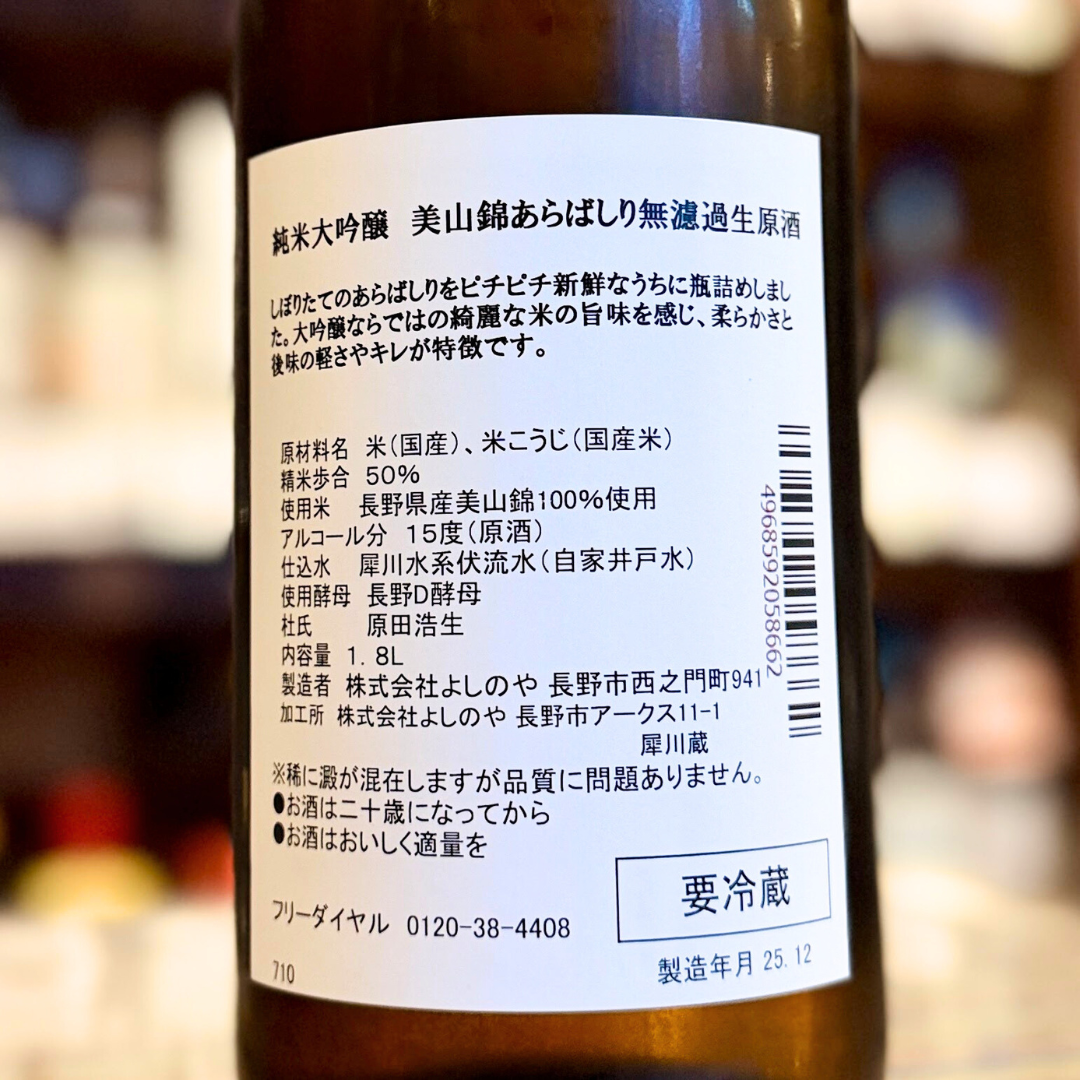 純米大吟醸 美山錦あらばしり無濾過生原酒
しぼりたてのあらばしりをピチピチ新鮮なうちに瓶詰めしまし
た。大吟醸ならではの綺麗な米の旨味を感じ、柔らかさと
後味の軽さやキレが特徴です。
原材料名 米(国産)、米こうじ(国産米)
精米歩合 50%
使用米 長野県産美山錦100%使用
アルコール分 15度(原酒)
仕込水 犀川水系伏流水(自家井戸水)
使用酵母 長野D酵母
杜氏 原田浩生
内容量 1.8L
製造者 株式会社よしのや 長野市西之門町941
加工所 株式会社よしのや 長野市アークス11-1
犀川蔵
※稀に澱が混在しますが品質に問題ありません。
●お酒は二十歳になってから
●お酒はおいしく適量を
4968592058662
要冷蔵
フリーダイヤル 0120-38-4408
製造年月 25.12
710